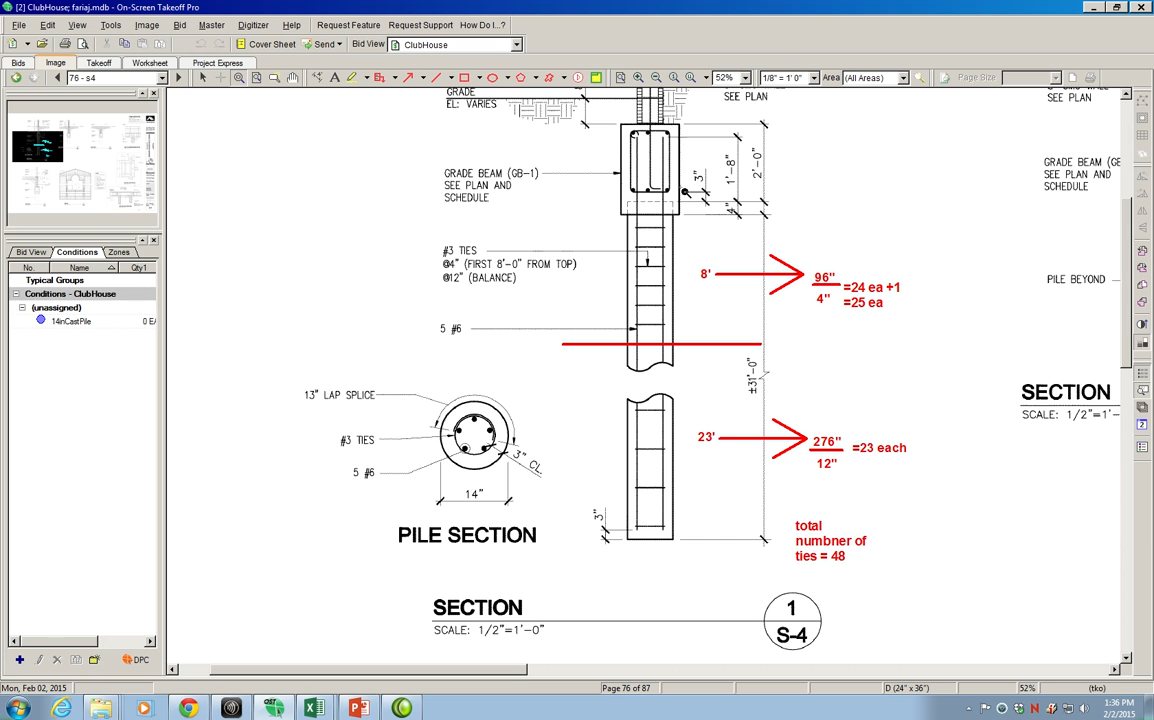 [2] ClubHouse; fariaj.mdb - On-Screen Takeoff Pro
File Edit View Tools Image Bid Master Digitizer Help Request Feature Request Support How Do I...?
Cover Sheet Send Bid View ClubHouse
Bids Image Takeoff Worksheet Project Express
76 - s4 52% 1/8" = 1' 0" Area (All Areas) Page Size
Bid View Conditions Zones
No. Name Qty1
Typical Groups
Conditions - ClubHouse
(unassigned)
14inCastPile 0 EA
GRADE
EL: VARIES
SEE PLAN
SEE PLAN
GRADE BEAM (GB-1)
SEE PLAN AND
SCHEDULE
3"
1'-8"
2'-0"
4"
GRADE BEAM (GE
SEE PLAN AND
SCHEDULE
#3 TIES
@4" (FIRST 8'-0" FROM TOP)
@12" (BALANCE)
8'
96"
4"
=24 ea +1
=25 ea
PILE BEYOND
5 #6
±31'-0"
13" LAP SPLICE
#3 TIES
5 #6
3" CL.
14"
PILE SECTION
23'
276"
12"
=23 each
SECTION
SCALE: 1/2"=1'-
3"
total
numbner of
ties = 48
SECTION
SCALE: 1/2"=1'-0"
1
S-4
DPC
Mon, Feb 02, 2015 Page 76 of 87 D (24" x 36") 52% (tko)
1:36 PM
2/2/2015